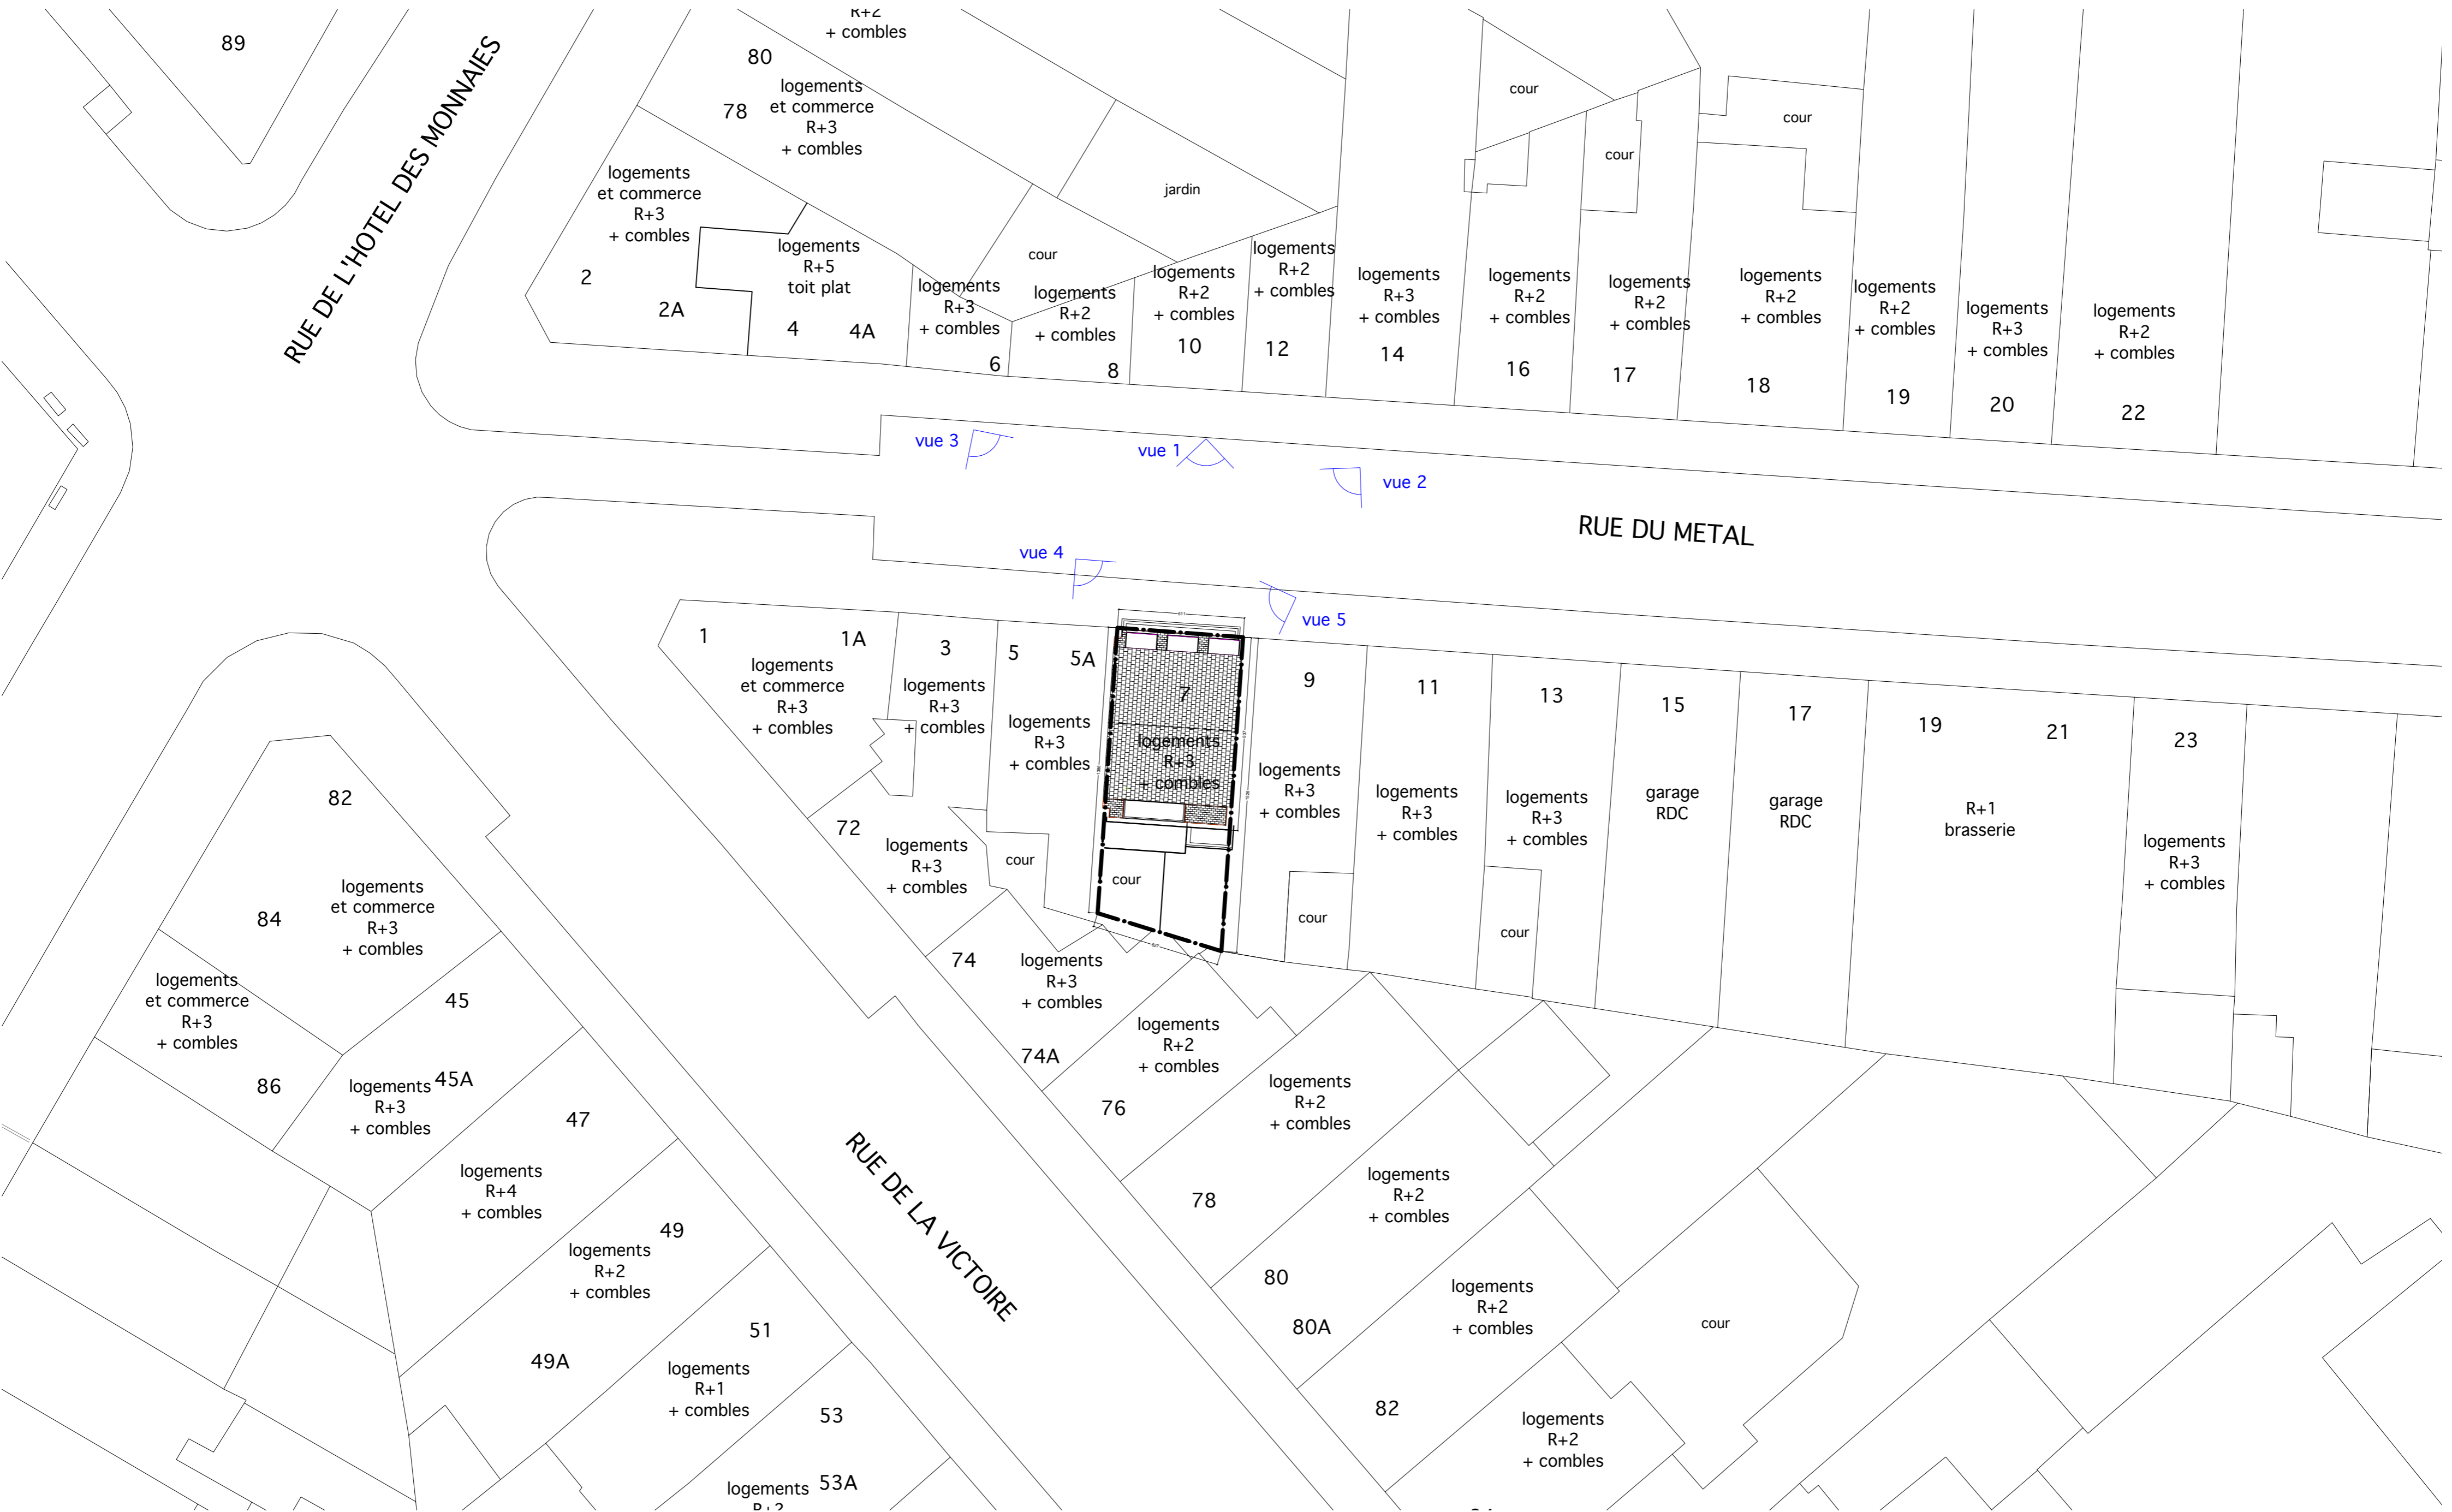 89
RUE DE L'HOTEL DES MONNAIES
R+2
+ combles
80
78
logements
et commerce
R+3
+ combles
logements
et commerce
R+3
+ combles
2
2A
logements
R+5
toit plat
4
4A
logements
R+3
+ combles
6
cour
logements
R+2
+ combles
8
jardin
logements
R+2
+ combles
10
logements
R+2
+ combles
12
logements
R+3
+ combles
14
cour
logements
R+2
+ combles
16
cour
logements
R+2
+ combles
17
cour
logements
R+2
+ combles
18
logements
R+2
+ combles
19
logements
R+3
+ combles
20
logements
R+2
+ combles
22
vue 3
vue 1
vue 2
RUE DU METAL
vue 4
vue 5
1
1A
logements
et commerce
R+3
+ combles
3
logements
R+3
+ combles
5
5A
logements
R+3
+ combles
cour
7
logements
R+3
+ combles
cour
9
logements
R+3
+ combles
cour
11
logements
R+3
+ combles
13
logements
R+3
+ combles
cour
15
garage
RDC
17
garage
RDC
19
21
R+1
brasserie
23
logements
R+3
+ combles
72
logements
R+3
+ combles
74
logements
R+3
+ combles
74A
logements
R+2
+ combles
76
logements
R+2
+ combles
78
logements
R+2
+ combles
80
80A
logements
R+2
+ combles
cour
82
logements
R+2
+ combles
RUE DE LA VICTOIRE
82
84
logements
et commerce
R+3
+ combles
logements
et commerce
R+3
+ combles
86
45
45A
logements
R+3
+ combles
47
logements
R+4
+ combles
49
logements
R+2
+ combles
49A
51
logements
R+1
+ combles
53
53A
logements
R+2